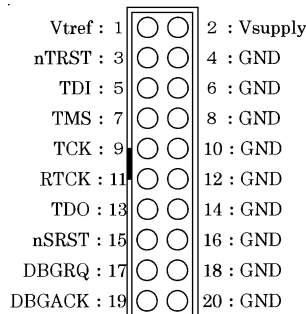 Vtref : 1 2 : Vsupply
nTRST : 3 4 : GND
TDI : 5 6 : GND
TMS : 7 8 : GND
TCK : 9 10 : GND
RTCK : 11 12 : GND
TDO : 13 14 : GND
nSRST : 15 16 : GND
DBGRQ : 17 18 : GND
DBGACK : 19 20 : GND